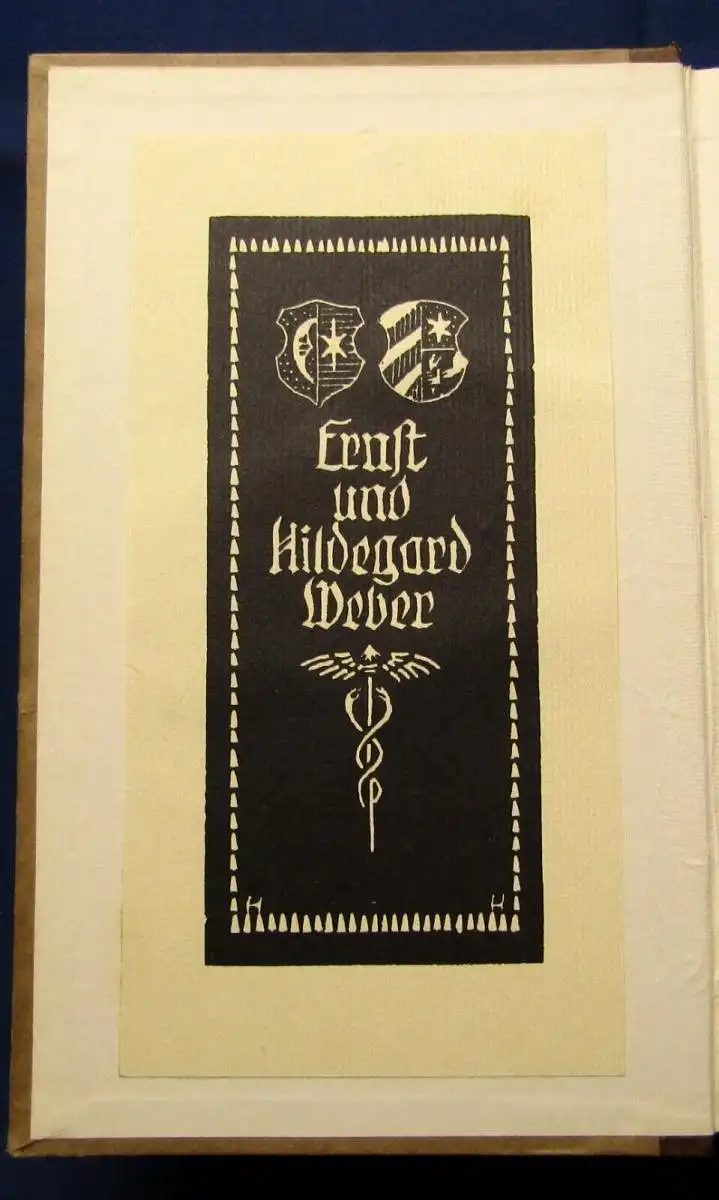 Ernst
und
Hildegard
Weber
H H